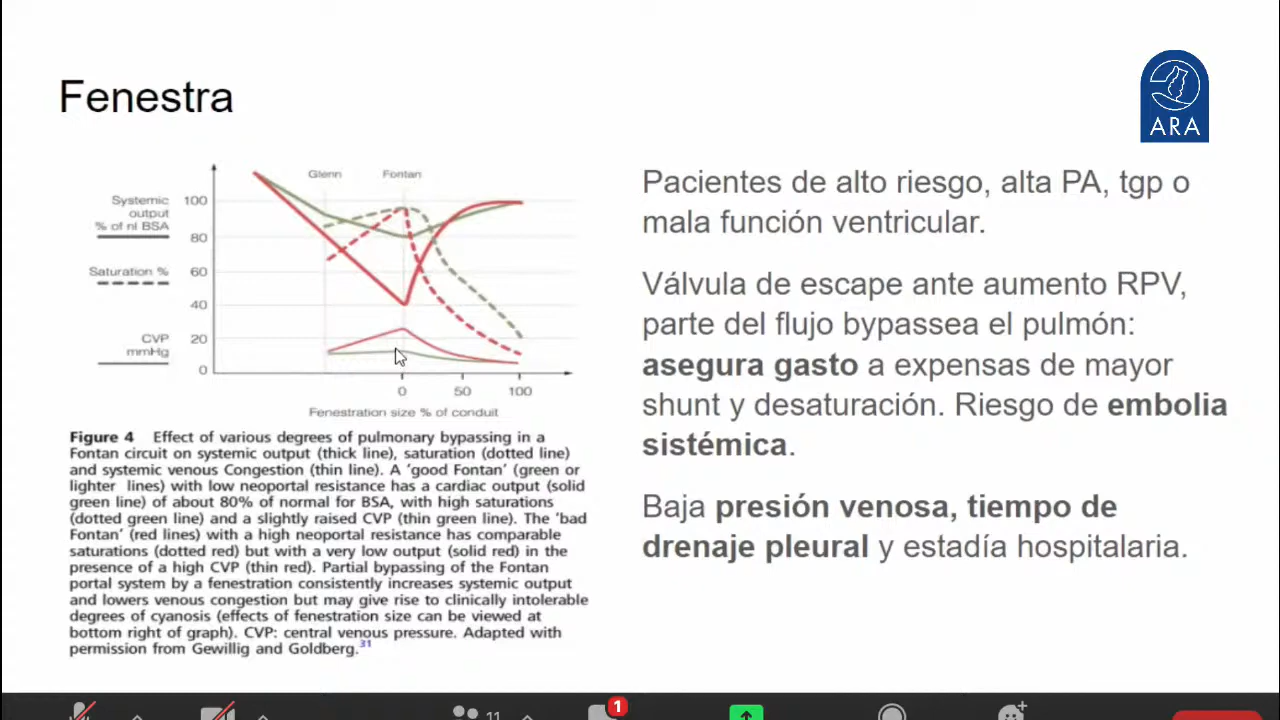 Fenestra
ARA
Glenn Fontan
Systemic
output
% of nl BSA
Saturation %
CVP
mmHg
100
80
60
40
20
0
0 50 100
Fenestration size % of conduit
Figure 4 Effect of various degrees of pulmonary bypassing in a
Fontan circuit on systemic output (thick line), saturation (dotted line)
and systemic venous Congestion (thin line). A ‘good Fontan’ (green or
lighter lines) with low neoportal resistance has a cardiac output (solid
green line) of about 80% of normal for BSA, with high saturations
(dotted green line) and a slightly raised CVP (thin green line). The ‘bad
Fontan’ (red lines) with a high neoportal resistance has comparable
saturations (dotted red) but with a very low output (solid red) in the
presence of a high CVP (thin red). Partial bypassing of the Fontan
portal system by a fenestration consistently increases systemic output
and lowers venous congestion but may give rise to clinically intolerable
degrees of cyanosis (effects of fenestration size can be viewed at
bottom right of graph). CVP: central venous pressure. Adapted with
permission from Gewillig and Goldberg.31
Pacientes de alto riesgo, alta PA, tgp o
mala función ventricular.
Válvula de escape ante aumento RPV,
parte del flujo bypassea el pulmón:
asegura gasto a expensas de mayor
shunt y desaturación. Riesgo de embolia
sistémica.
Baja presión venosa, tiempo de
drenaje pleural y estadía hospitalaria.
11
1